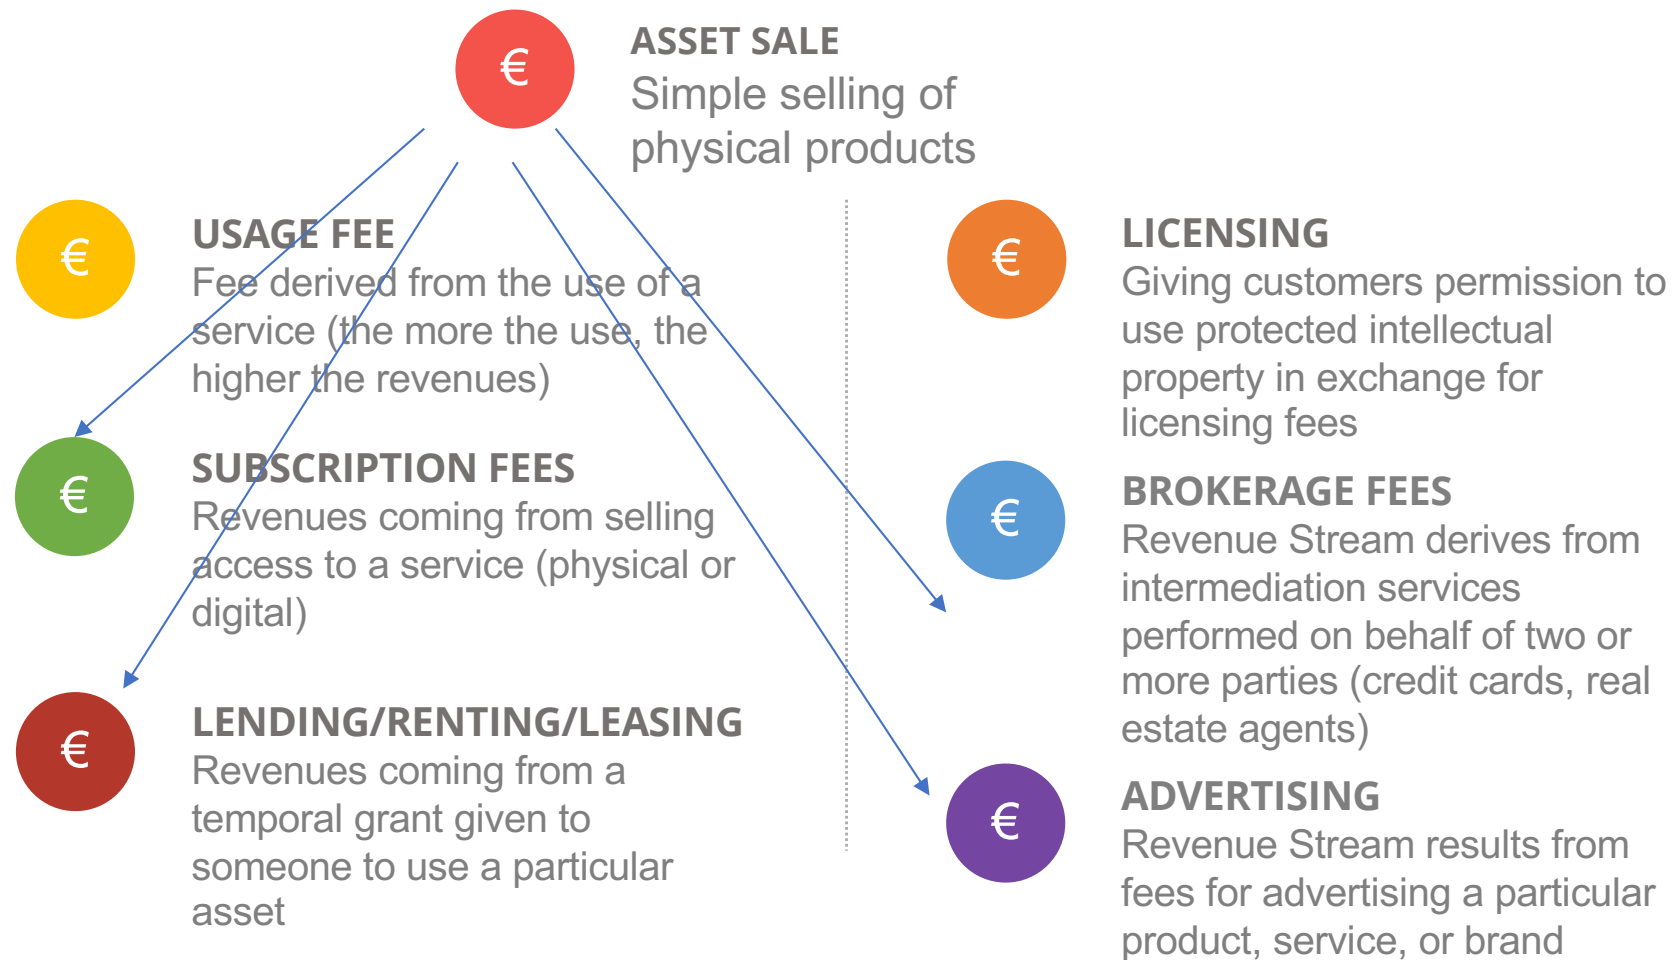 €
ASSET SALE
Simple selling of
physical products
€
USAGE FEE
Fee derived from the use of a
service (the more the use, the
higher the revenues)
€
SUBSCRIPTION FEES
Revenues coming from selling
access to a service (physical or
digital)
€
LENDING/RENTING/LEASING
Revenues coming from a
temporal grant given to
someone to use a particular
asset
€
LICENSING
Giving customers permission to
use protected intellectual
property in exchange for
licensing fees
€
BROKERAGE FEES
Revenue Stream derives from
intermediation services
performed on behalf of two or
more parties (credit cards, real
estate agents)
€
ADVERTISING
Revenue Stream results from
fees for advertising a particular
product, service, or brand